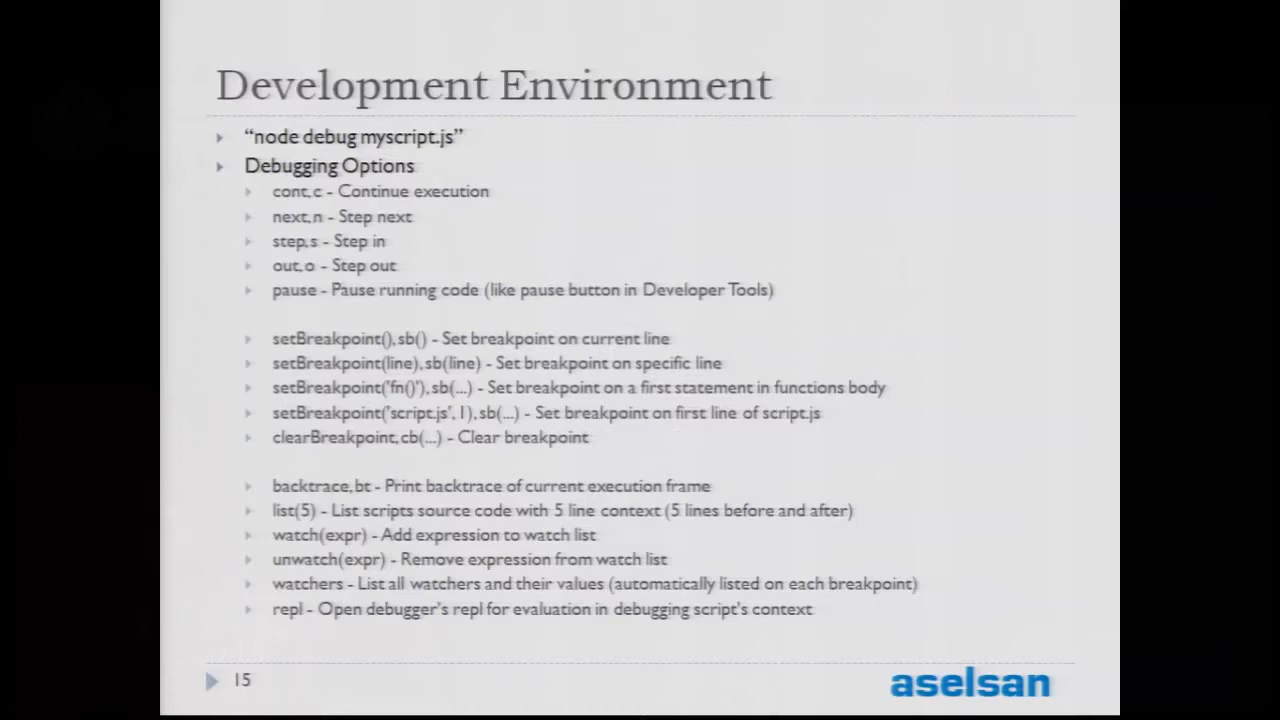 Development Environment
“node debug myscript.js”
Debugging Options
cont, c - Continue execution
next, n - Step next
step, s - Step in
out, o - Step out
pause - Pause running code (like pause button in Developer Tools)
setBreakpoint(), sb() - Set breakpoint on current line
setBreakpoint(line), sb(line) - Set breakpoint on specific line
setBreakpoint('fn()'), sb(...) - Set breakpoint on a first statement in functions body
setBreakpoint('script.js', 1), sb(...) - Set breakpoint on first line of script.js
clearBreakpoint, cb(...) - Clear breakpoint
backtrace, bt - Print backtrace of current execution frame
list(5) - List scripts source code with 5 line context (5 lines before and after)
watch(expr) - Add expression to watch list
unwatch(expr) - Remove expression from watch list
watchers - List all watchers and their values (automatically listed on each breakpoint)
repl - Open debugger's repl for evaluation in debugging script's context
15
aselsan